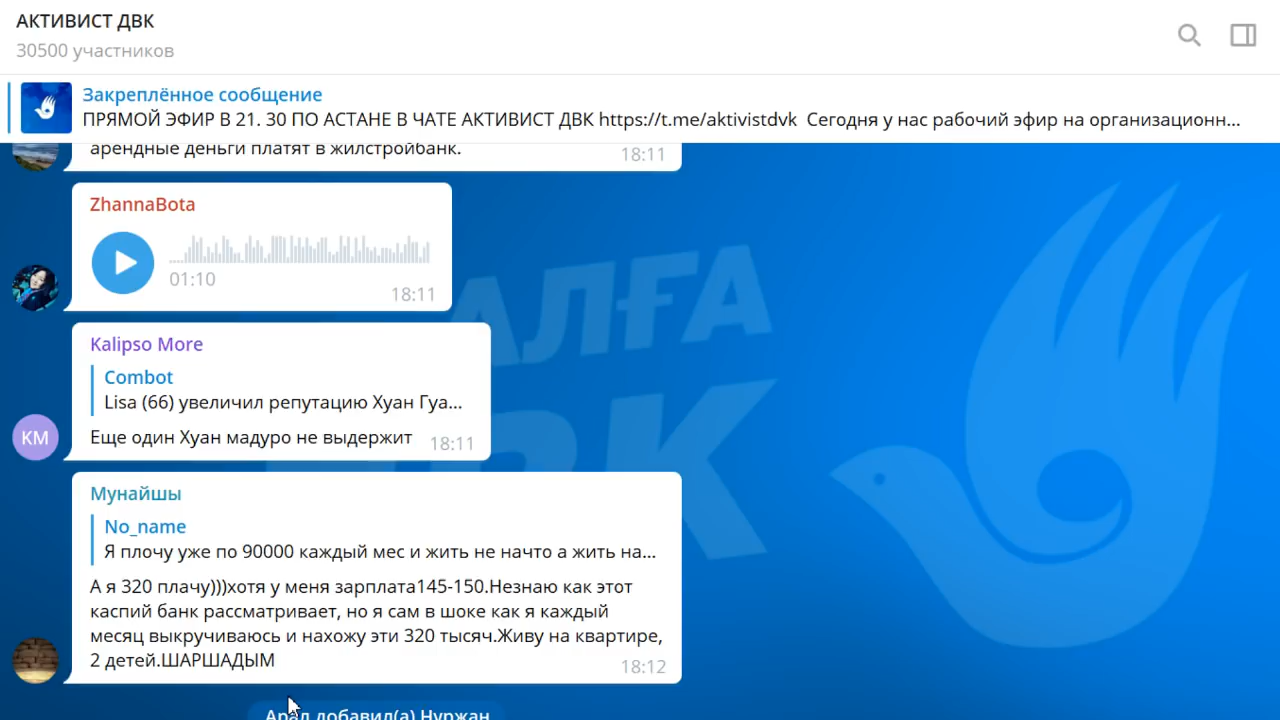 АКТИВИСТ ДВК
30500 участников
Закреплённое сообщение
ПРЯМОЙ ЭФИР В 21. 30 ПО АСТАНЕ В ЧАТЕ АКТИВИСТ ДВК https://t.me/aktivistdvk Сегодня у нас рабочий эфир на организационн...
арендные деньги платят в жилстройбанк.
18:11
ZhannaBota
01:10
18:11
Kalipso More
Combot
Lisa (66) увеличил репутацию Хуан Гуа...
KM
Еще один Хуан мадуро не выдержит 18:11
Мунайшы
No_name
Я плочу уже по 90000 каждый мес и жить не начто а жить на...
А я 320 плачу)))хотя у меня зарплата145-150.Незнаю как этот
каспий банк рассматривает, но я сам в шоке как я каждый
месяц выкручиваюсь и нахожу эти 320 тысяч.Живу на квартире,
2 детей.ШАРШАДЫМ
18:12
Арал добавил(а) Нуржан
АЛҒА
ДВК